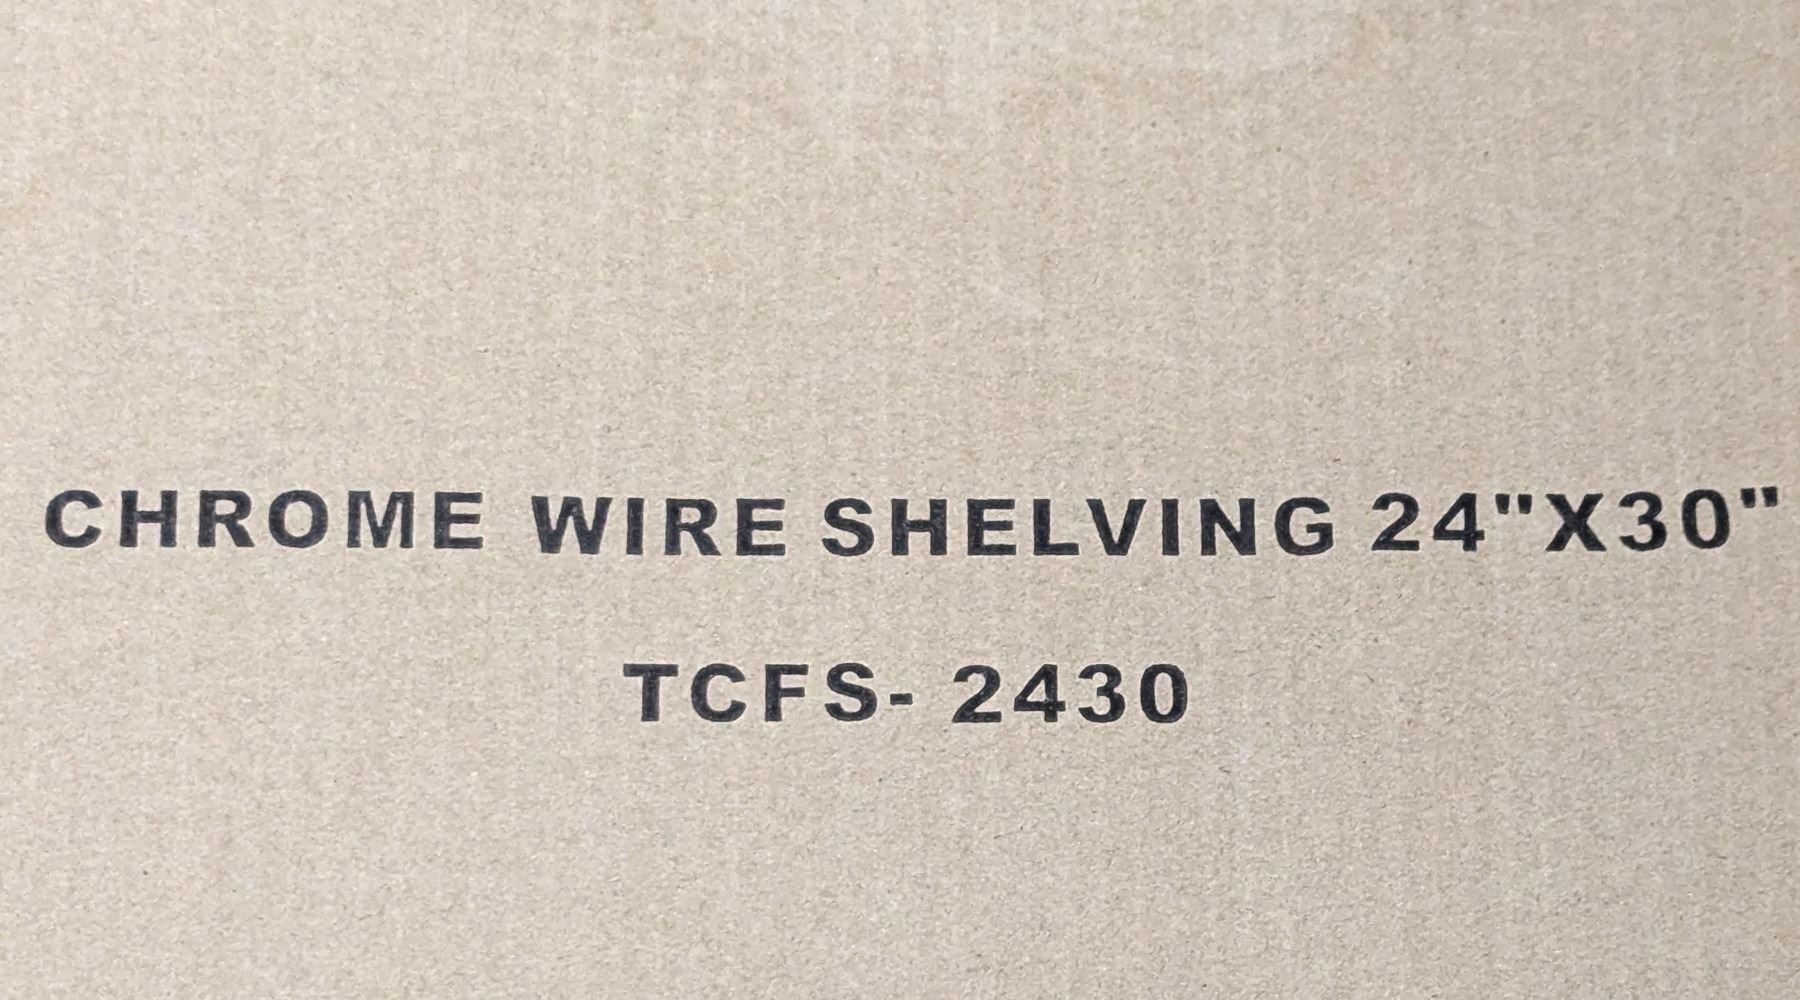 CHROME WIRE SHELVING 24"X30"
TCFS- 2430